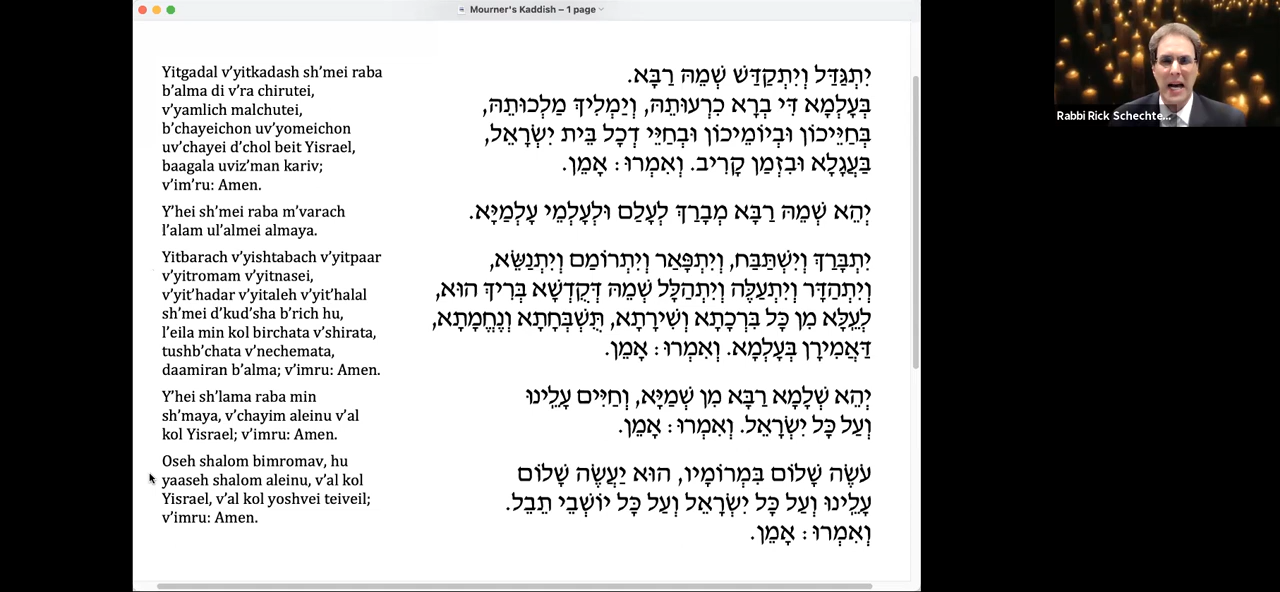 Mourner's Kaddish – 1 page
Yitgadal v'yitkadash sh'mei raba
b'alma di v'ra chirutei,
v'yamlich malchutei,
b'chayeichon uv'yomeichon
uv'chayei d'chol beit Yisrael,
baagala uviz'man kariv;
v'im'ru: Amen.
Y'hei sh'mei raba m'varach
l'alam ul'almei almaya.
Yitbarach v'yishtabach v'yitpaar
v'yitromam v'yitnasei,
v'yit'hadar v'yitaleh v'yit'halal
sh'mei d'kud'sha b'rich hu,
l'eila min kol birchata v'shirata,
tushb'chata v'nechemata,
daamiran b'alma; v'imru: Amen.
Y'hei sh'lama raba min
sh'maya, v'chayim aleinu v'al
kol Yisrael; v'imru: Amen.
Oseh shalom bimromav, hu
yaaseh shalom aleinu, v'al kol
Yisrael, v'al kol yoshvei teiveil;
v'imru: Amen.
יִתְגַּדַּל וְיִתְקַדַּשׁ שְׁמֵהּ רַבָּא.
בְּעָלְמָא דִּי בְרָא כִרְעוּתֵהּ, וְיַמְלִיךְ מַלְכוּתֵהּ,
בְּחַיֵּיכוֹן וּבְיוֹמֵיכוֹן וּבְחַיֵּי דְכָל בֵּית יִשְׂרָאֵל,
בַּעֲגָלָא וּבִזְמַן קָרִיב. וְאִמְרוּ: אָמֵן.
יְהֵא שְׁמֵהּ רַבָּא מְבָרַךְ לְעָלַם וּלְעָלְמֵי עָלְמַיָּא.
יִתְבָּרַךְ וְיִשְׁתַּבַּח, וְיִתְפָּאַר וְיִתְרוֹמַם וְיִתְנַשֵּׂא,
וְיִתְהַדָּר וְיִתְעַלֶּה וְיִתְהַלָּל שְׁמֵהּ דְּקֻדְשָׁא בְּרִיךְ הוּא,
לְעֵלָּא מִן כָּל בִּרְכָתָא וְשִׁירָתָא, תֻּשְׁבְּחָתָא וְנֶחֱמָתָא,
דַּאֲמִירָן בְּעָלְמָא. וְאִמְרוּ: אָמֵן.
יְהֵא שְׁלָמָא רַבָּא מִן שְׁמַיָּא, וְחַיִּים עָלֵינוּ
וְעַל כָּל יִשְׂרָאֵל. וְאִמְרוּ: אָמֵן.
עֹשֶׂה שָׁלוֹם בִּמְרוֹמָיו, הוּא יַעֲשֶׂה שָׁלוֹם
עָלֵינוּ וְעַל כָּל יִשְׂרָאֵל וְעַל כָּל יוֹשְׁבֵי תֵבֵל.
וְאִמְרוּ: אָמֵן.
Rabbi Rick Schechte...